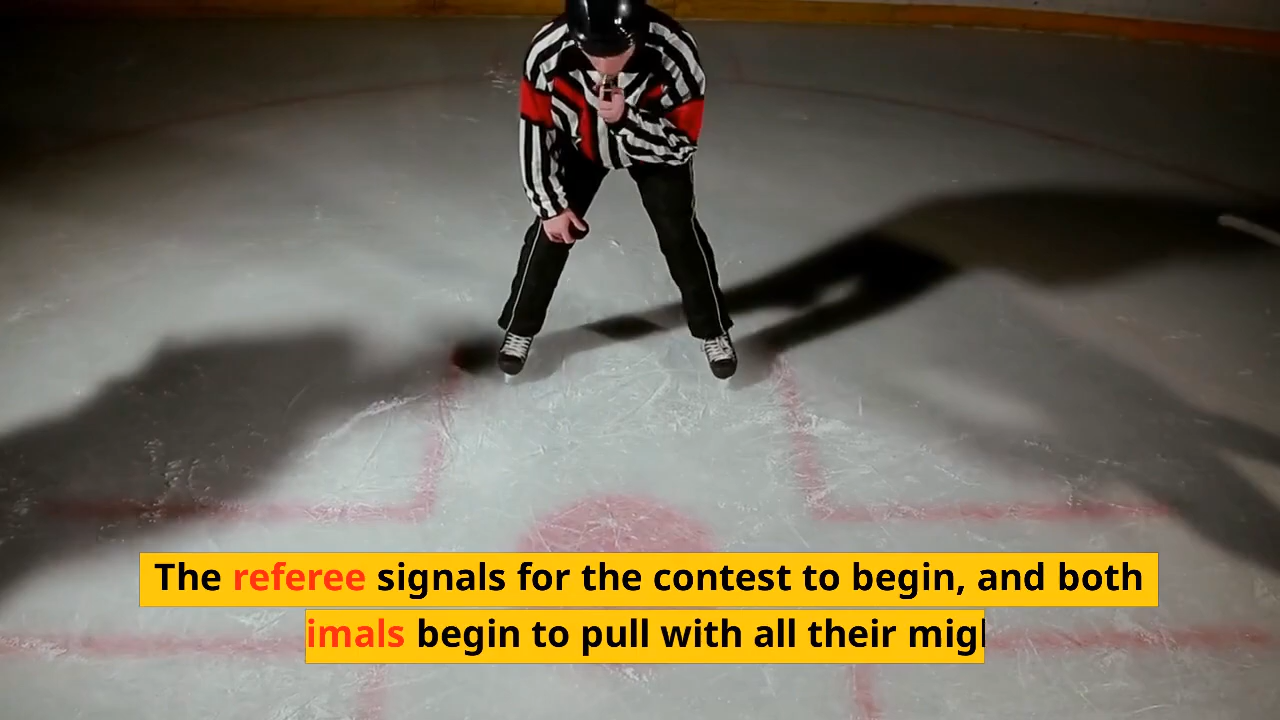 The referee signals for the contest to begin, and both
imals begin to pull with all their mig